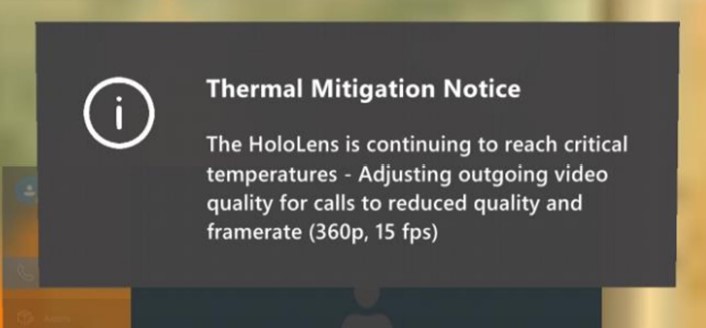 Thermal Mitigation Notice
The HoloLens is continuing to reach critical
temperatures - Adjusting outgoing video
quality for calls to reduced quality and
framerate (360p, 15 fps)